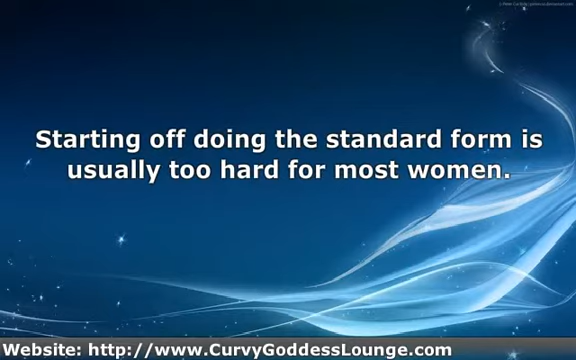 Starting off doing the standard form is
usually too hard for most women.
Website: http://www.CurvyGoddessLounge.com